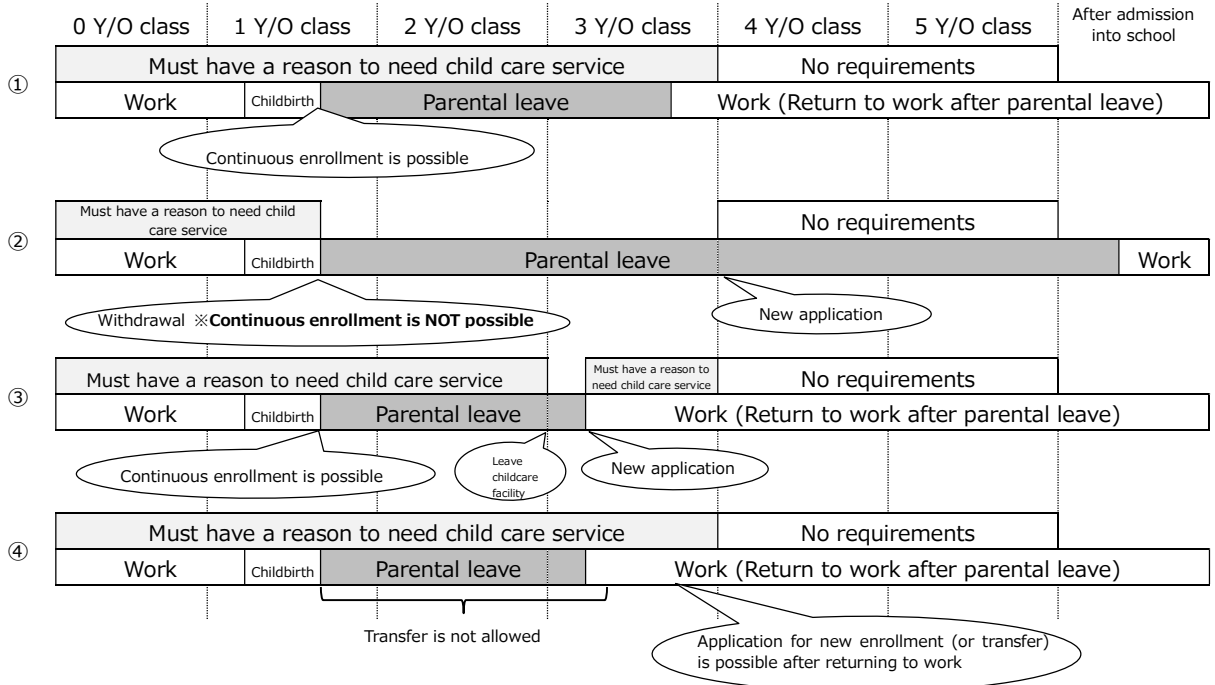 0 Y/O class 1 Y/O class 2 Y/O class 3 Y/O class 4 Y/O class 5 Y/O class After admission
into school
①
Must have a reason to need child care service No requirements
Work Childbirth Parental leave Work (Return to work after parental leave)
Continuous enrollment is possible
②
Must have a reason to need child
care service
No requirements
Work Childbirth Parental leave Work
Withdrawal ※Continuous enrollment is NOT possible
New application
③
Must have a reason to need child care service
Must have a reason to
need child care service
No requirements
Work Childbirth Parental leave Work (Return to work after parental leave)
Continuous enrollment is possible
Leave
childcare
facility
New application
④
Must have a reason to need child care service No requirements
Work Childbirth Parental leave Work (Return to work after parental leave)
Transfer is not allowed
Application for new enrollment (or transfer)
is possible after returning to work